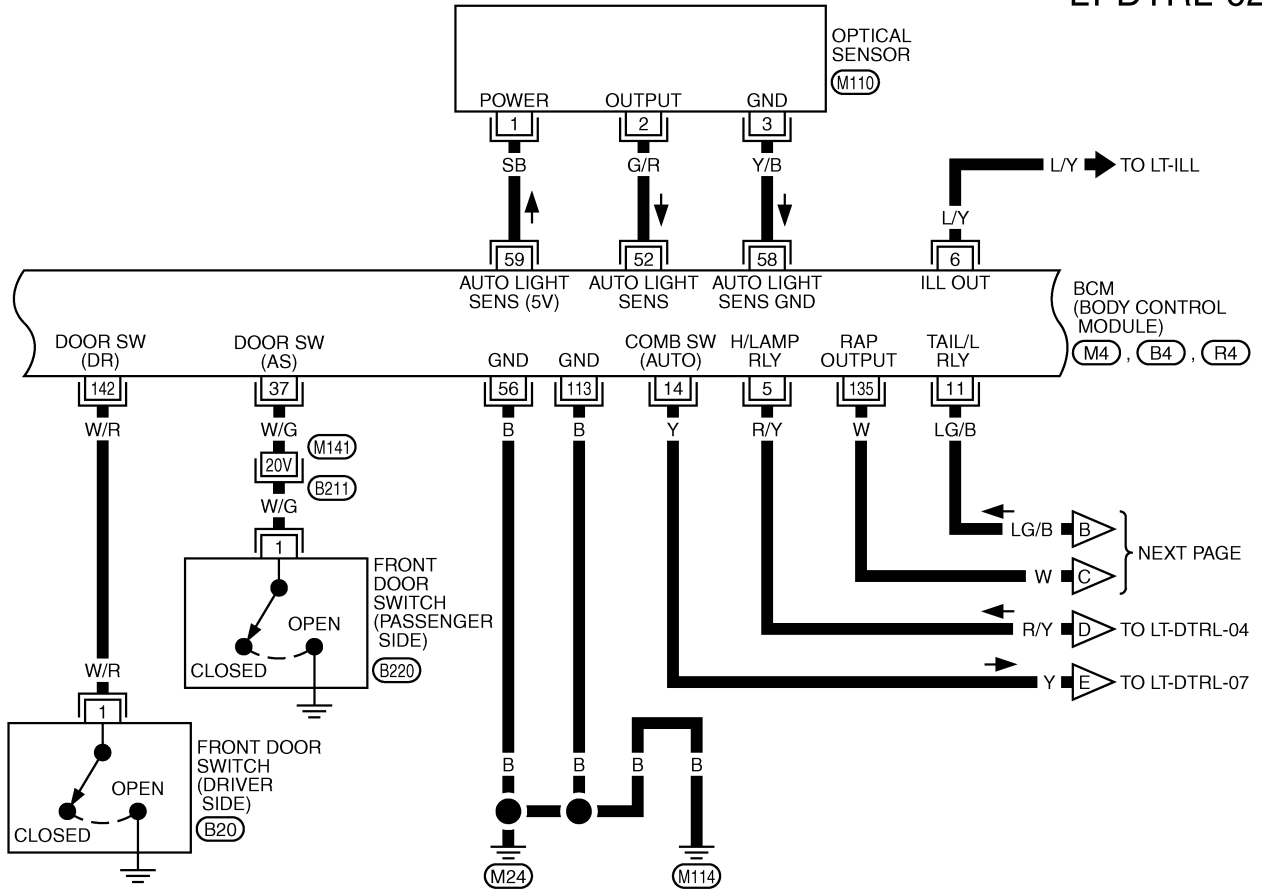 OPTICAL
SENSOR
M110
POWER OUTPUT GND
1 2 3
SB G/R Y/B
L/Y TO LT-ILL
L/Y
59 52 58 6
AUTO LIGHT
SENS (5V)
AUTO LIGHT
SENS
AUTO LIGHT
SENS GND
ILL OUT
BCM
(BODY CONTROL
MODULE)
M4 , B4 , R4
DOOR SW
(DR)
DOOR SW
(AS)
GND
GND
COMB SW
(AUTO)
H/LAMP
RLY
RAP
OUTPUT
TAIL/L
RLY
142 37 56 113 14 5 135 11
W/R W/G B B Y R/Y W LG/B
M141
20V
B211
W/G
1
FRONT
DOOR
SWITCH
(PASSENGER
SIDE)
B220
OPEN
CLOSED
LG/B B
W C
NEXT PAGE
R/Y D TO LT-DTRL-04
Y E TO LT-DTRL-07
W/R
1
FRONT DOOR
SWITCH
(DRIVER
SIDE)
B20
OPEN
CLOSED
B B B B
M24 M114